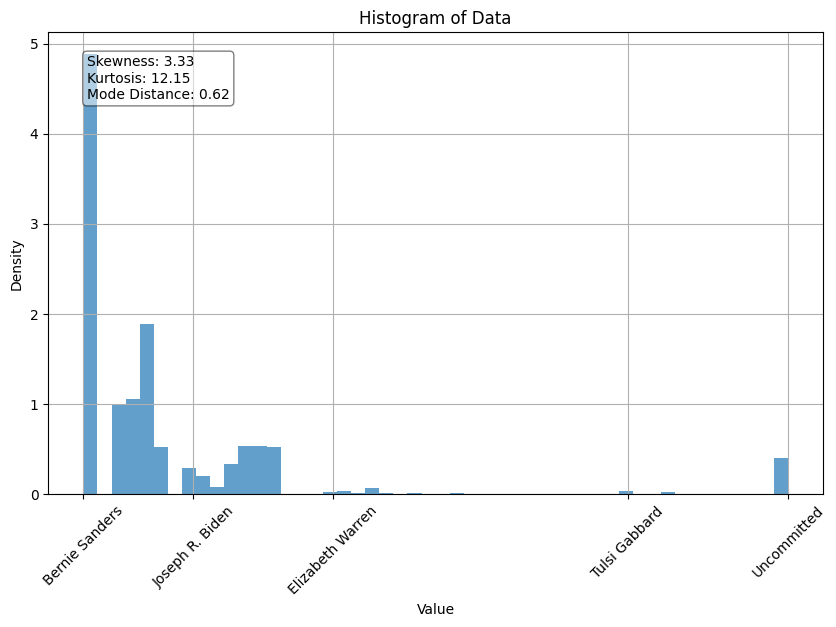 Histogram of Data
Skewness: 3.33
Kurtosis: 12.15
Mode Distance: 0.62
5
4
3
2
1
0
Density
Bernie Sanders
Joseph R. Biden
Elizabeth Warren
Tulsi Gabbard
Uncommitted
Value